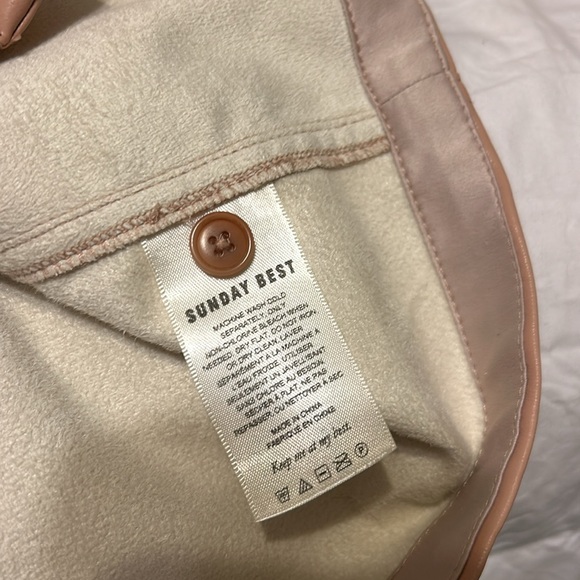 SUNDAY BEST
MACHINE WASH COLD
SEPARATELY, ONLY
NON-CHLORINE BLEACH WHEN
NEEDED, DRY FLAT, DO NOT IRON
OR DRY CLEAN. LAVER
SÉPARÉMENT À LA MACHINE À
L'EAU FROIDE. UTILISER
SEULEMENT UN JAVELLISANT
SANS CHLORE AU BESOIN.
SÉCHER À PLAT, NE PAS
REPASSER, OU NETTOYER À SEC
MADE IN CHINA
FABRIQUÉ EN CHINE
Keep me at my best.